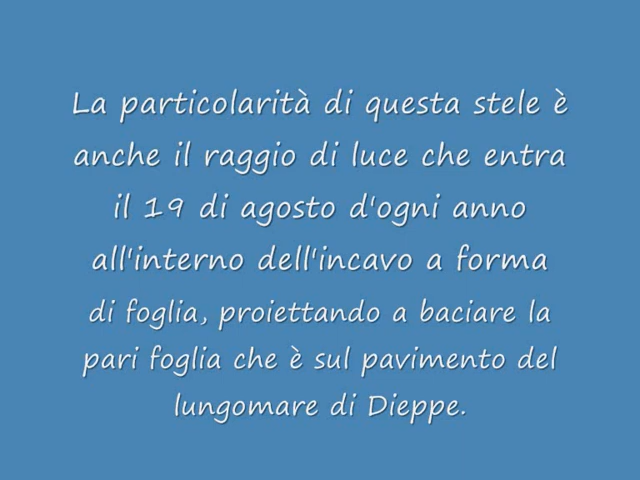 La particolarità di questa stele è
anche il raggio di luce che entra
il 19 di agosto d'ogni anno
all'interno dell'incavo a forma
di foglia, proiettando a baciare la
pari foglia che è sul pavimento del
lungomare di Dieppe.